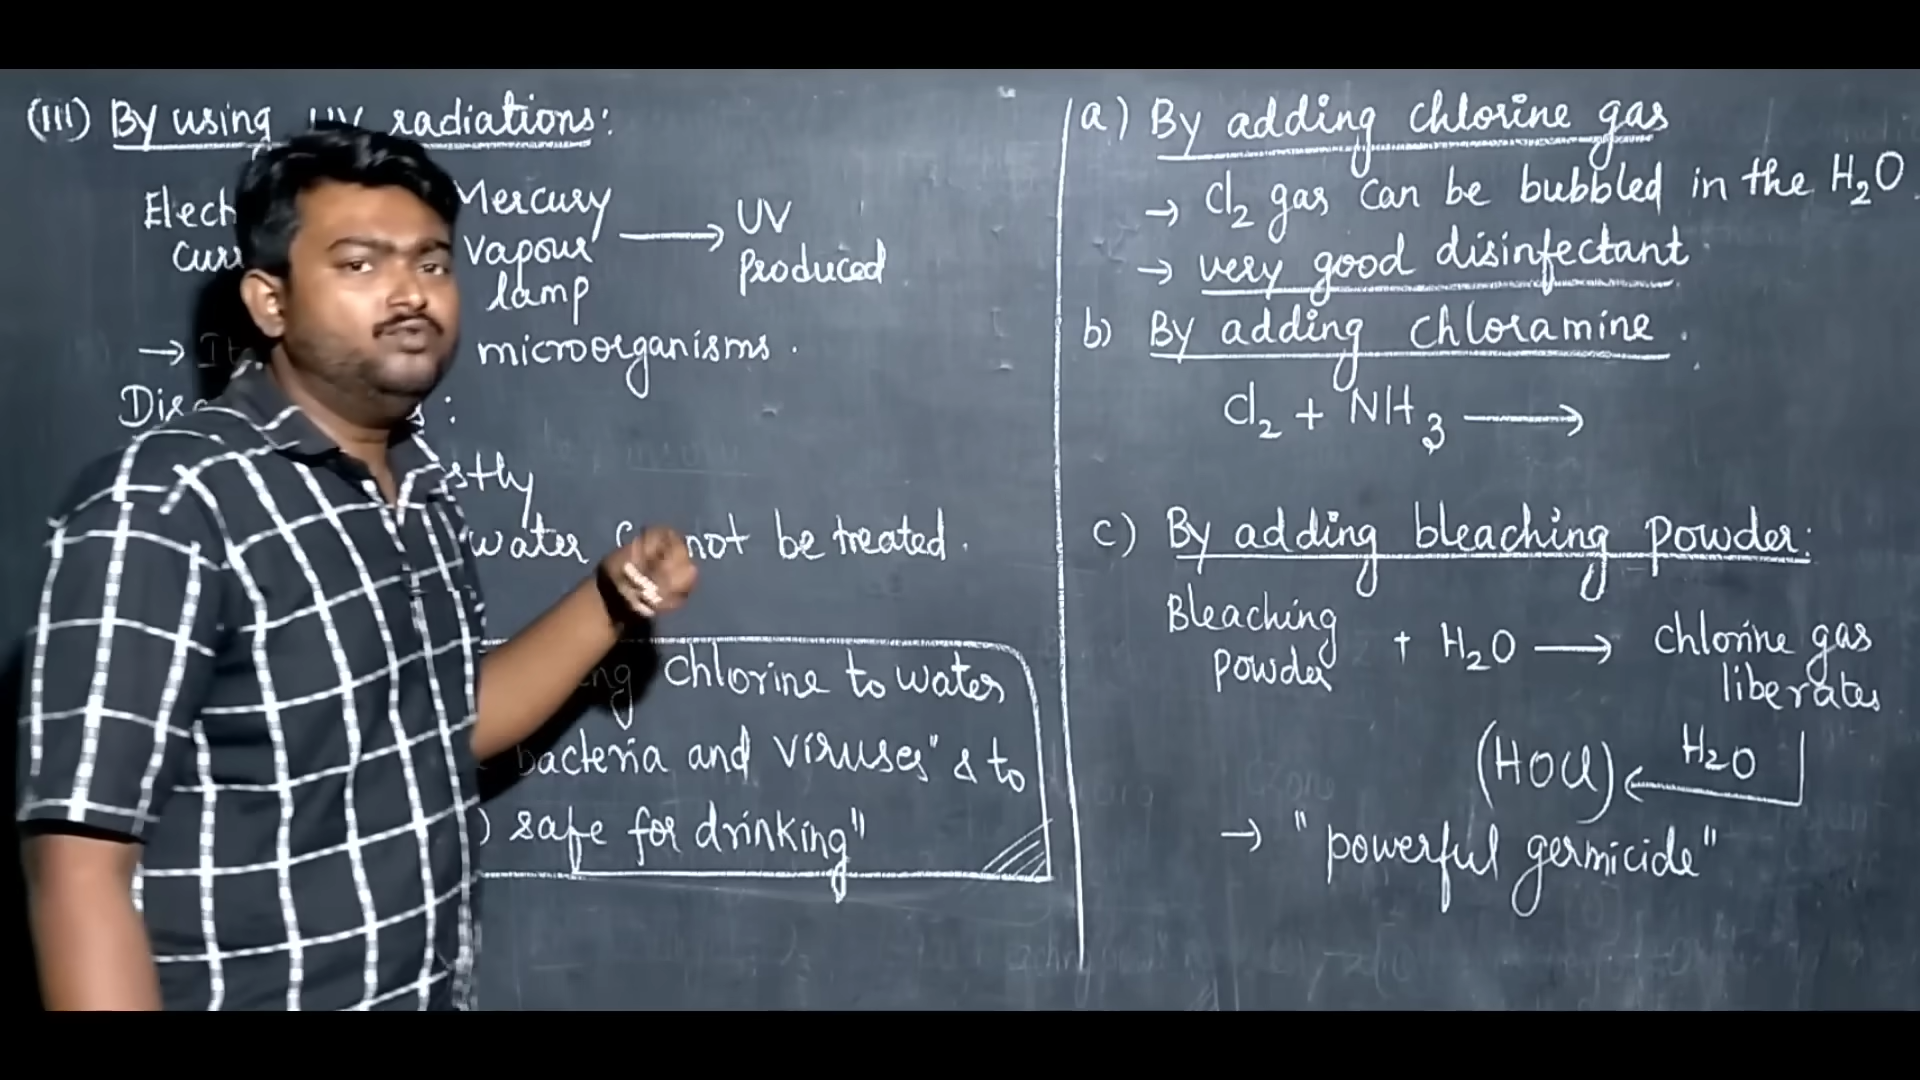 (III) By using UV radiations:
Mercury
vapour
lamp
→ UV
produced
→ microorganisms.
:
water not be treated.
chlorine to water
bacteria and viruses" & to
) safe for drinking"
a) By adding chlorine gas
→ Cl2 gas can be bubbled in the H2O.
→ very good disinfectant
b) By adding chloramine.
Cl2 + NH3 →
c) By adding bleaching powder:
Bleaching
powder + H2O → chlorine gas
liberates
(HOCl) ← H2O
→ "powerful germicide"